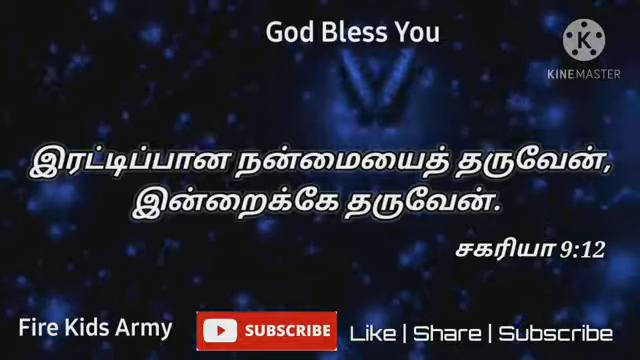 God Bless You
KINEMASTER
இரட்டிப்பான நன்மையைத் தருவேன்,
இன்றைக்கே தருவேன்.
சகரியா 9:12
Fire Kids Army SUBSCRIBE Like | Share | Subscribe